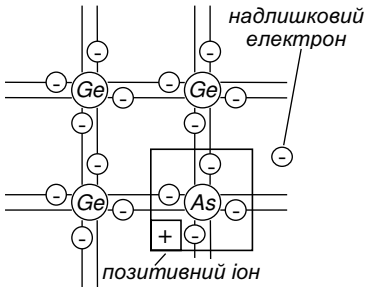 надлишковий
електрон
- -
Ge - Ge -
- -
- - -
Ge - As -
+ -
-
позитивний іон